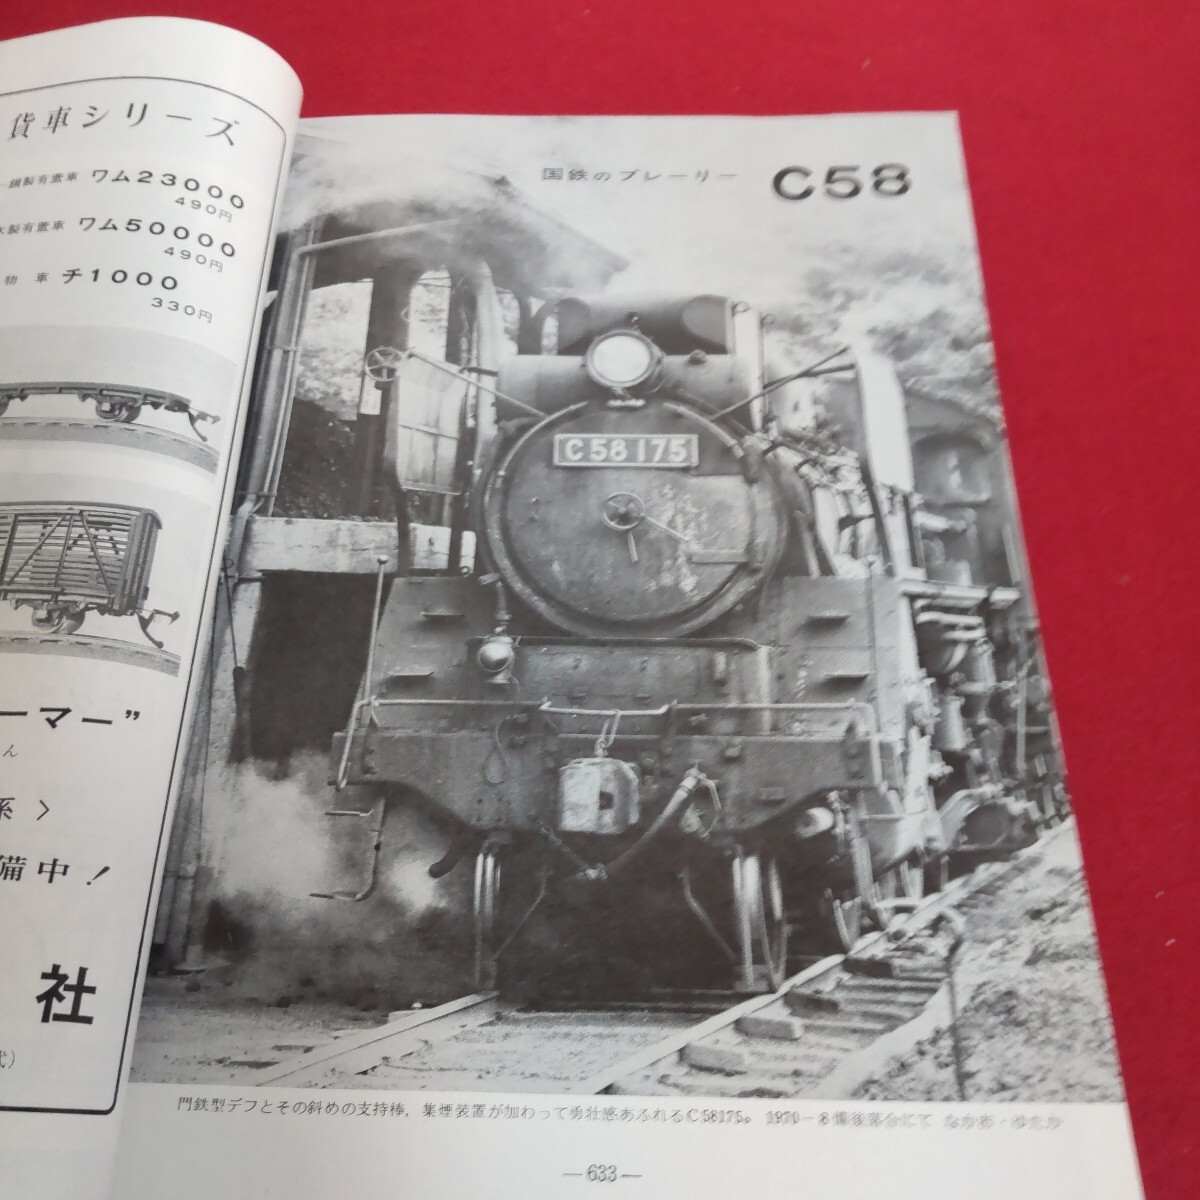 貨車シリーズ
鋼製有蓋車 ワム23000
490円
木製有蓋車 ワム50000
490円
物車 チ1000
330円
ーマー”
ん
系〉
備中!
社
代)
国鉄のプレーリー C58
C58 175
門鉄型デフとその斜めの支持棒,集煙装置が加わって勇壮感あふれるC58175。 1970-8備後落合にて なかお・ゆたか
—633—